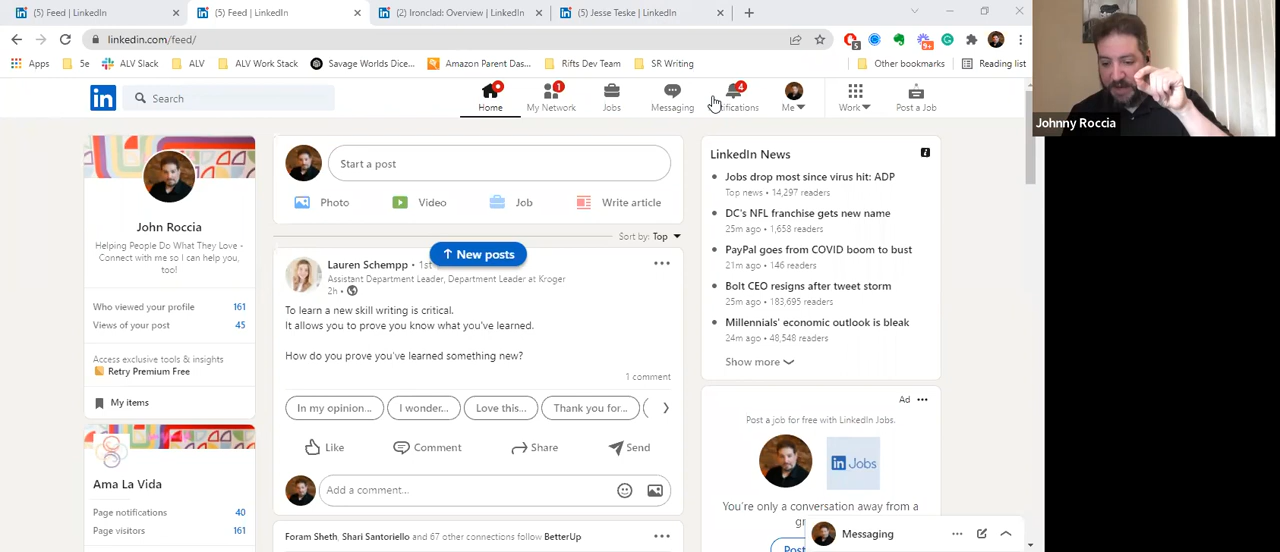 (5) Feed | LinkedIn
(5) Feed | LinkedIn
(2) Ironclad: Overview | LinkedIn
(5) Jesse Teske | LinkedIn
linkedin.com/feed/
5
9+
Apps
5e
ALV Slack
ALV
ALV Work Stack
Savage Worlds Dice...
Amazon Parent Das...
Rifts Dev Team
SR Writing
Other bookmarks
Reading list
Johnny Roccia
in
Search
Home
1
My Network
Jobs
Messaging
4
tifications
Me
Work
Post a Job
John Roccia
Helping People Do What They Love -
Connect with me so I can help you,
too!
Who viewed your profile 161
Views of your post 45
Access exclusive tools & insights
Retry Premium Free
My items
Ama La Vida
Page notifications 40
Page visitors 161
Start a post
Photo
Video
Job
Write article
Sort by: Top
↑ New posts
Lauren Schempp • 1st
Assistant Department Leader, Department Leader at Kroger
2h •
To learn a new skill writing is critical.
It allows you to prove you know what you've learned.
How do you prove you've learned something new?
1 comment
In my opinion...
I wonder...
Love this...
Thank you for...
Like
Comment
Share
Send
Add a comment...
Foram Sheth, Shari Santoriello and 67 other connections follow BetterUp
LinkedIn News
Jobs drop most since virus hit: ADP
Top news • 14,297 readers
DC's NFL franchise gets new name
25m ago • 1,658 readers
PayPal goes from COVID boom to bust
21m ago • 146 readers
Bolt CEO resigns after tweet storm
25m ago • 183,695 readers
Millennials' economic outlook is bleak
24m ago • 48,548 readers
Show more
Ad
Post a job for free with LinkedIn Jobs.
in Jobs
You're only a conversation away from a
Post
Messaging